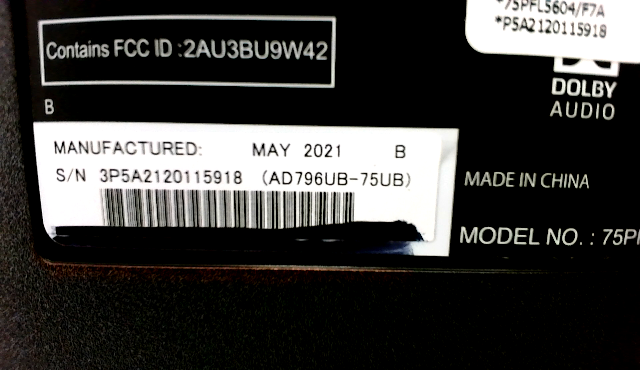 *75PFL5604/F7A
*P5A2120115918
Contains FCC ID :2AU3BU9W42
DOLBY
AUDIO
B
MANUFACTURED: MAY 2021 B
S/N 3P5A2120115918 (AD796UB-75UB)
MADE IN CHINA
MODEL NO. : 75P